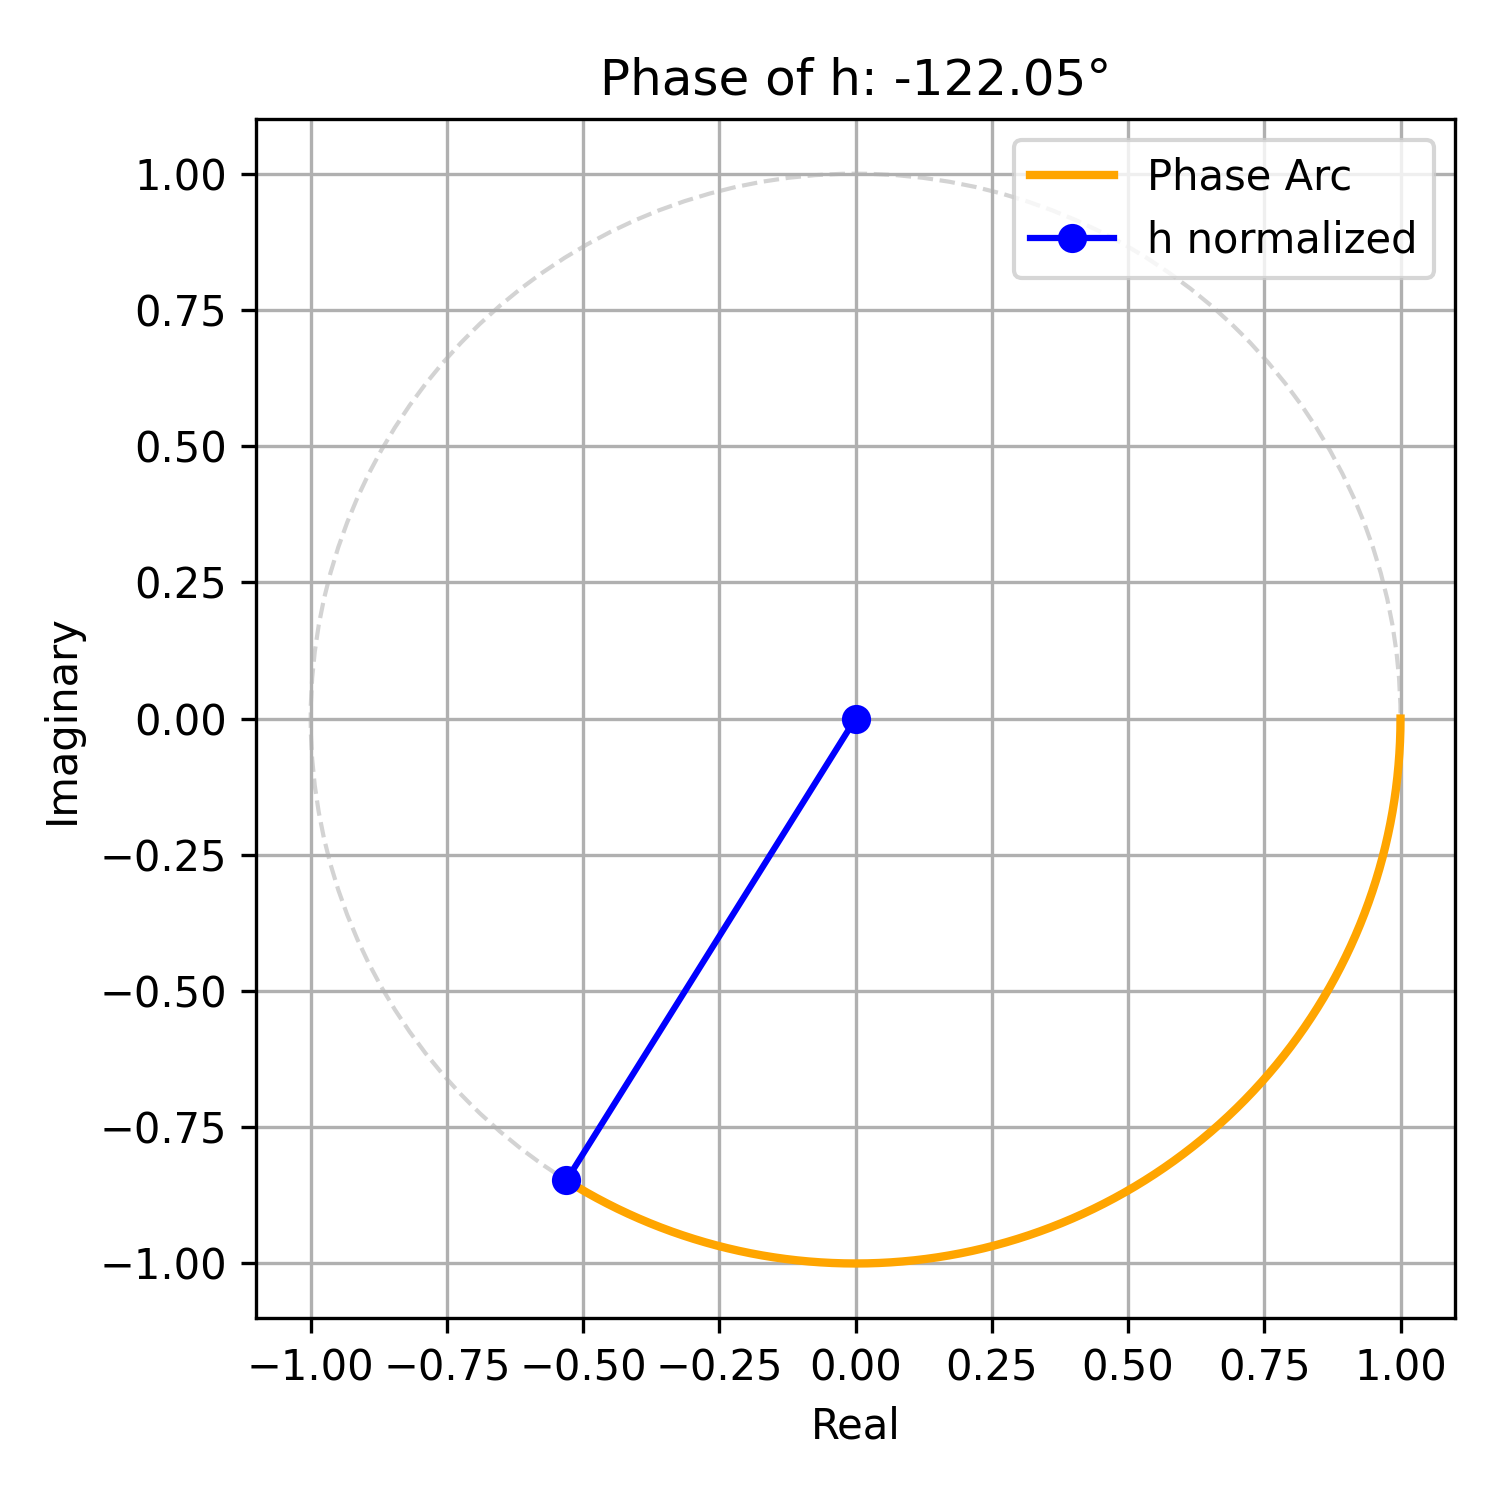 Phase of h: -122.05°
Phase Arc
h normalized
1.00
0.75
0.50
0.25
0.00
−0.25
−0.50
−0.75
−1.00
Imaginary
−1.00 −0.75 −0.50 −0.25 0.00 0.25 0.50 0.75 1.00
Real